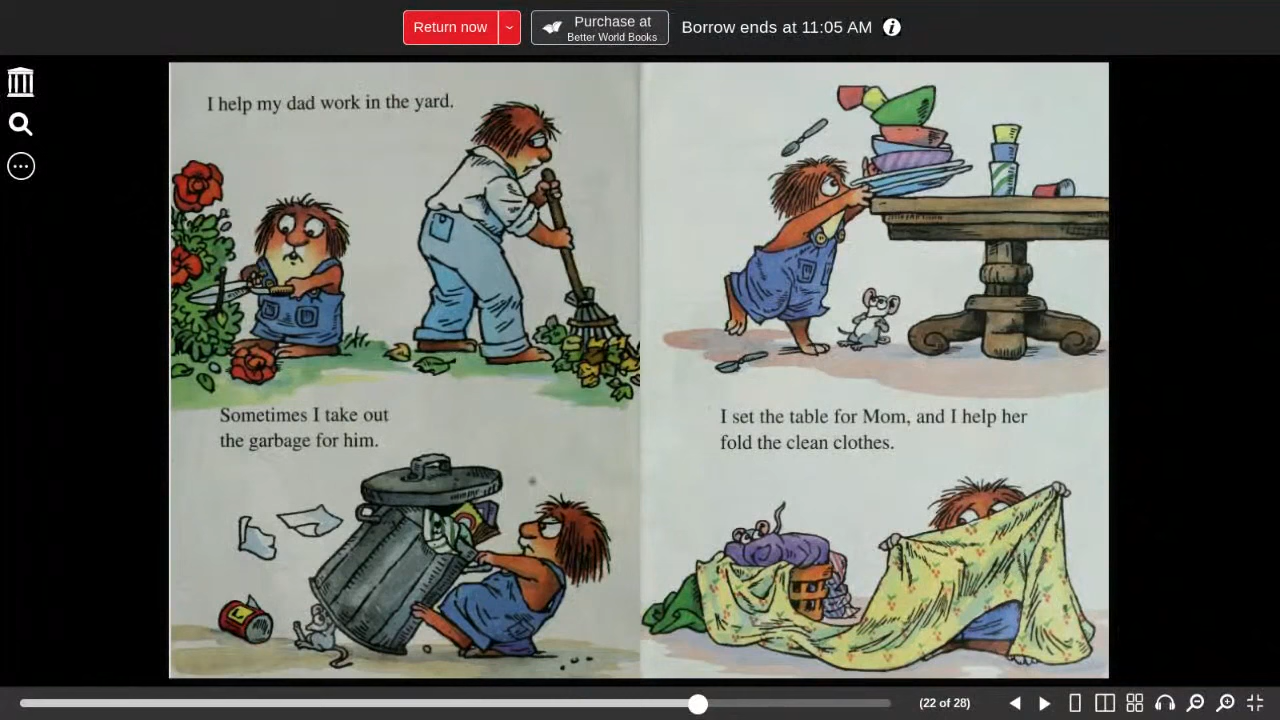 Return now
Purchase at
Better World Books
Borrow ends at 11:05 AM
I help my dad work in the yard.
Sometimes I take out
the garbage for him.
I set the table for Mom, and I help her
fold the clean clothes.
(22 of 28)